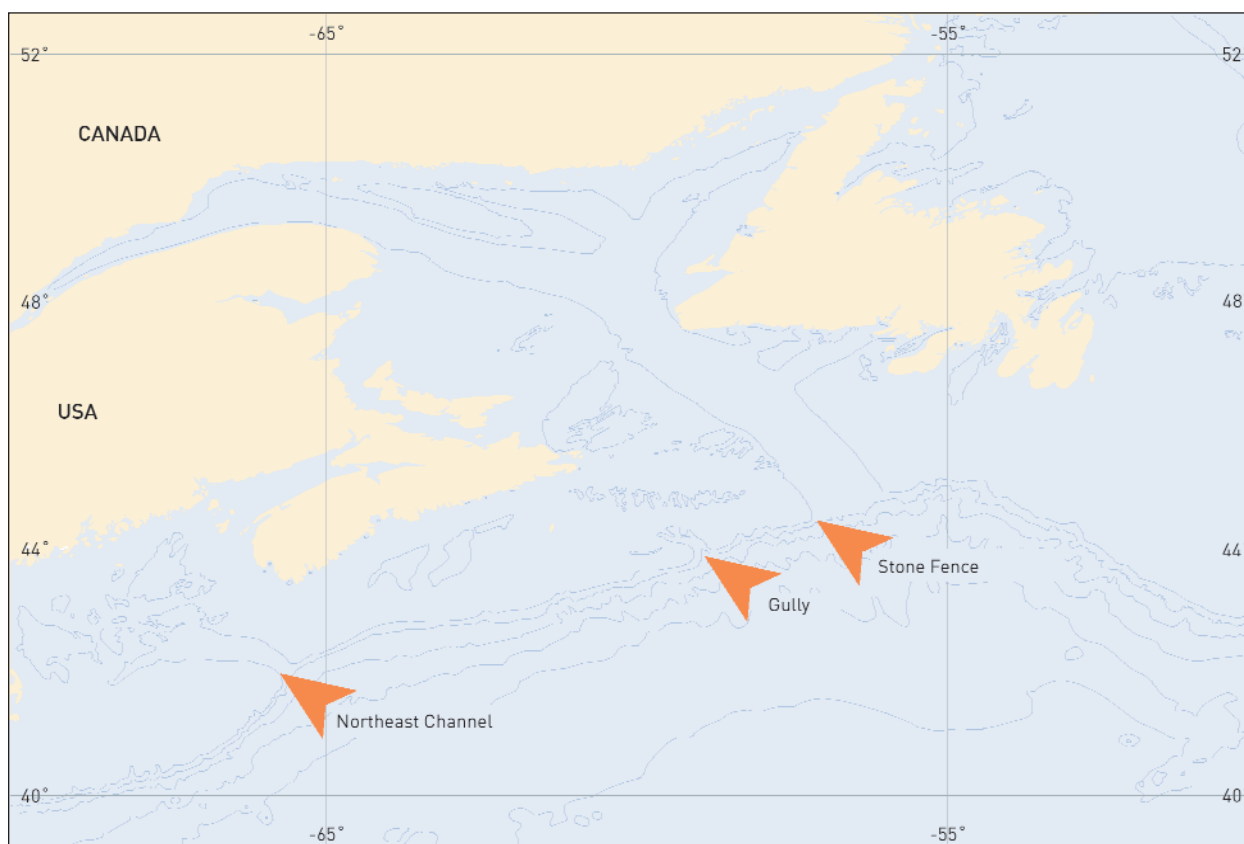 -65˚ -55˚
52˚ 52
CANADA
48˚ 48
USA
44˚ 44
Stone Fence
Gully
Northeast Channel
40˚ 40
-65˚ -55˚